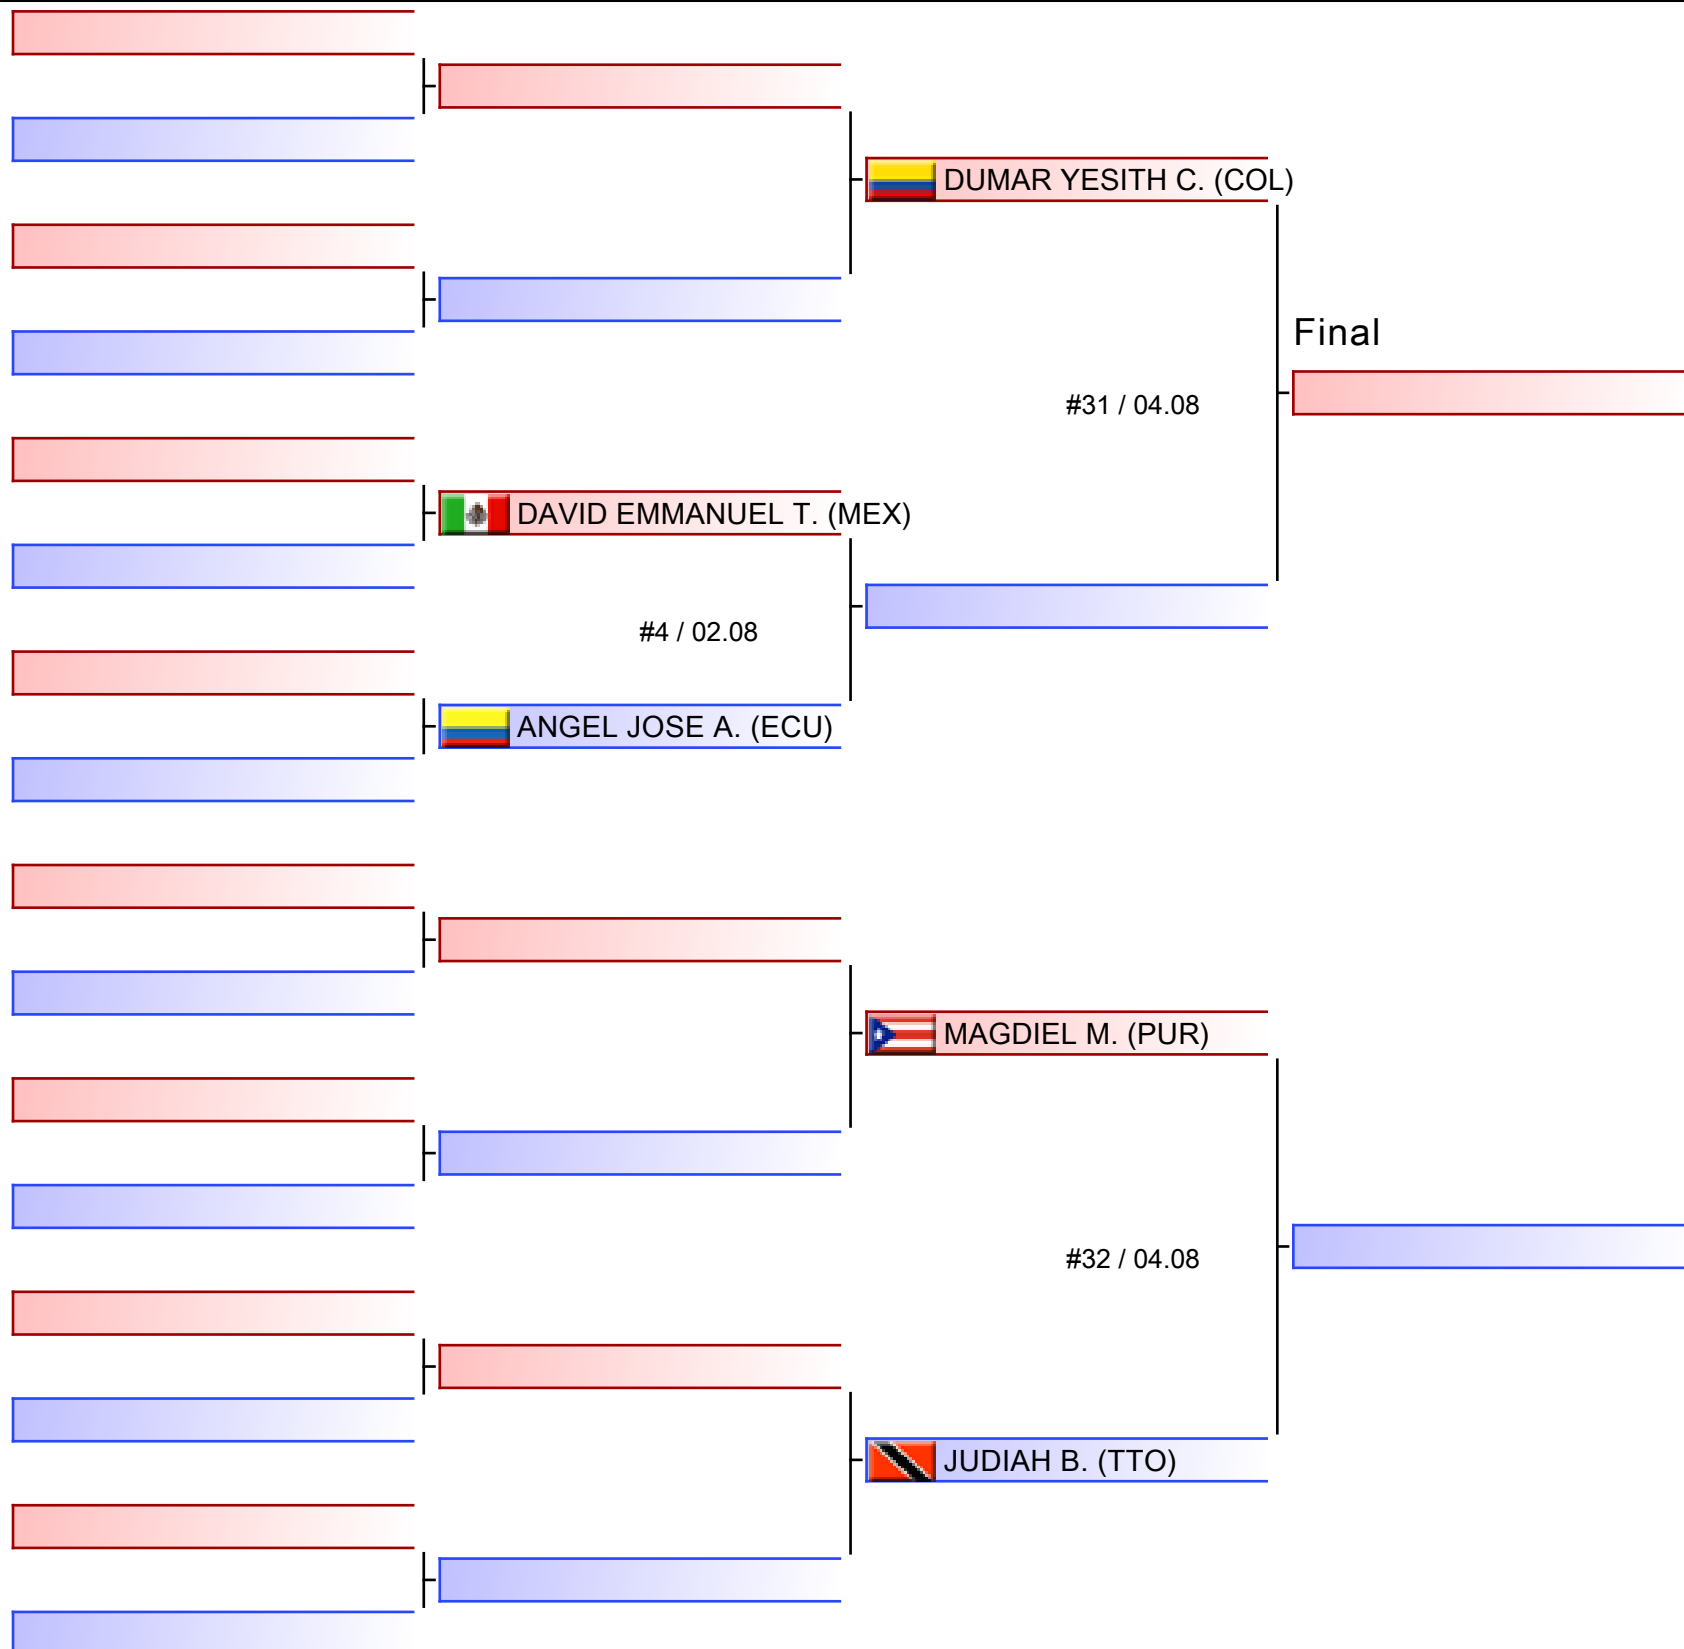 DUMAR YESITH C. (COL)
Final
#31 / 04.08
DAVID EMMANUEL T. (MEX)
#4 / 02.08
ANGEL JOSE A. (ECU)
MAGDIEL M. (PUR)
#32 / 04.08
JUDIAH B. (TTO)